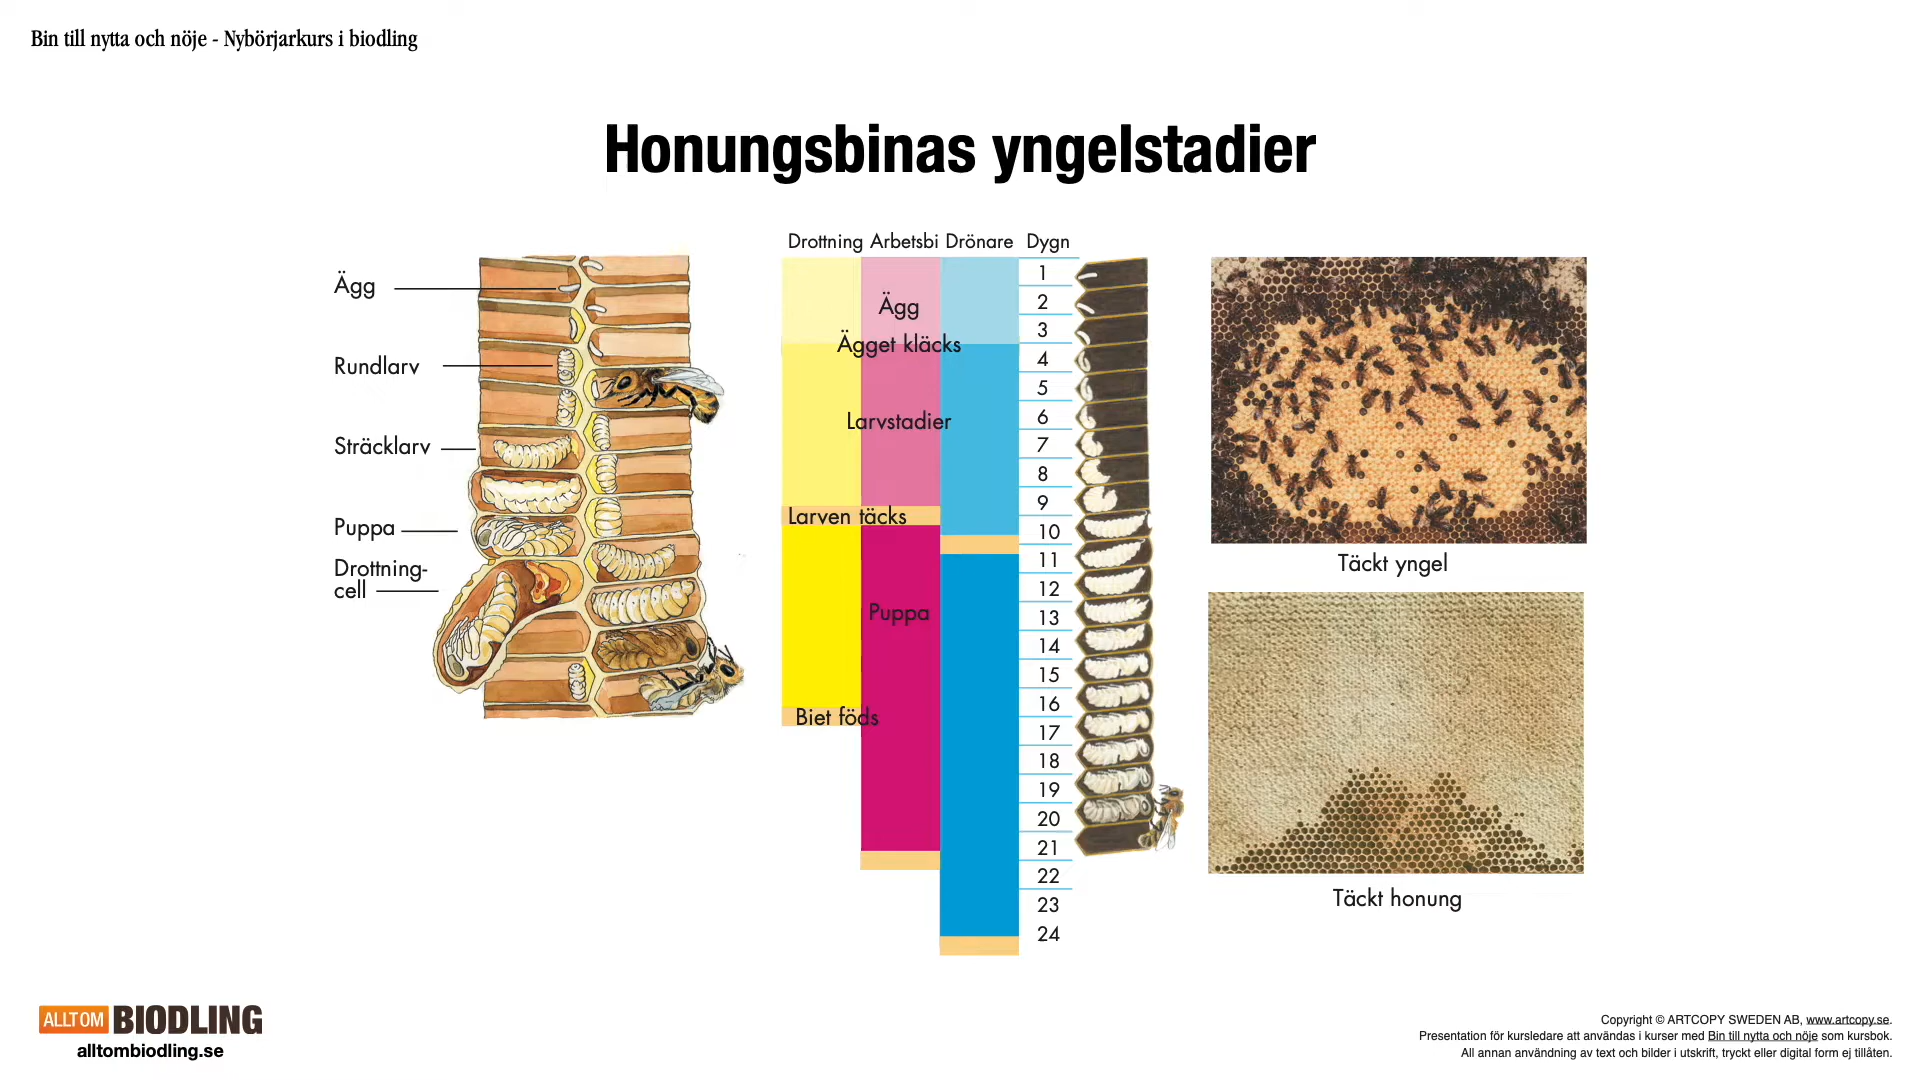 Bin till nytta och nöje - Nybörjarkurs i biodling
Honungsbinas yngelstadier
Ägg
Rundlarv
Sträcklarv
Puppa
Drottning-
cell
Drottning Arbetsbi Drönare Dygn
Ägg
Ägget kläcks
Larvstadier
Larven täcks
Puppa
Biet föds
1
2
3
4
5
6
7
8
9
10
11
12
13
14
15
16
17
18
19
20
21
22
23
24
Täckt yngel
Täckt honung
ALLT OM BIODLING
alltombiodling.se
Copyright © ARTCOPY SWEDEN AB, www.artcopy.se.
Presentation för kursledare att användas i kurser med Bin till nytta och nöje som kursbok.
All annan användning av text och bilder i utskrift, tryckt eller digital form ej tillåten.